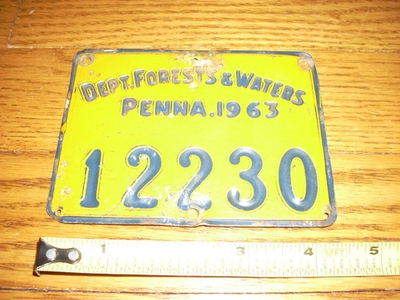 DEPT. FORESTS & WATERS
PENNA. 1963
12230
1 2 3 4 5